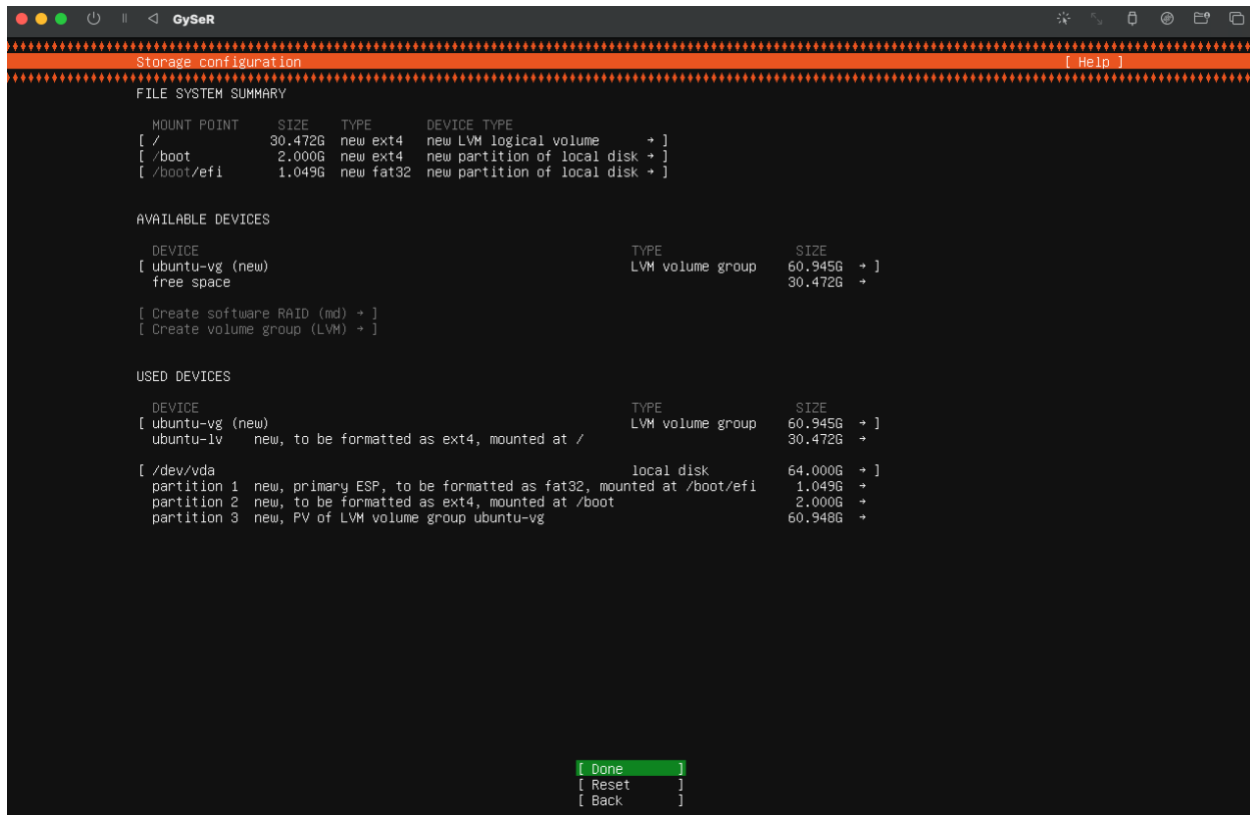 GySeR
Storage configuration [ Help ]
FILE SYSTEM SUMMARY
MOUNT POINT SIZE TYPE DEVICE TYPE
[ / 30.472G new ext4 new LVM logical volume → ]
[ /boot 2.000G new ext4 new partition of local disk → ]
[ /boot/efi 1.049G new fat32 new partition of local disk → ]
AVAILABLE DEVICES
DEVICE TYPE SIZE
[ ubuntu-vg (new) LVM volume group 60.945G → ]
free space 30.472G →
[ Create software RAID (md) → ]
[ Create volume group (LVM) → ]
USED DEVICES
DEVICE TYPE SIZE
[ ubuntu-vg (new) LVM volume group 60.945G → ]
ubuntu-lv new, to be formatted as ext4, mounted at / 30.472G →
[ /dev/vda local disk 64.000G → ]
partition 1 new, primary ESP, to be formatted as fat32, mounted at /boot/efi 1.049G →
partition 2 new, to be formatted as ext4, mounted at /boot 2.000G →
partition 3 new, PV of LVM volume group ubuntu-vg 60.948G →
[ Done ]
[ Reset ]
[ Back ]